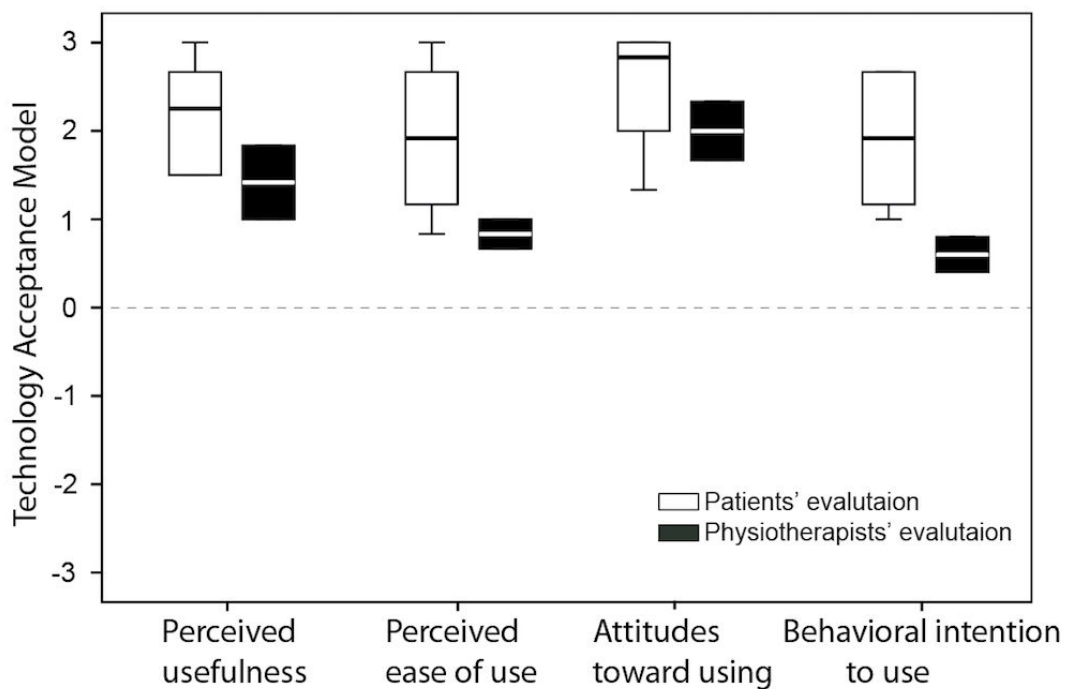 Technology Acceptance Model
3
2
1
0
-1
-2
-3
Patients’ evalutaion
Physiotherapists’ evalutaion
Perceived
usefulness
Perceived
ease of use
Attitudes
toward using
Behavioral intention
to use